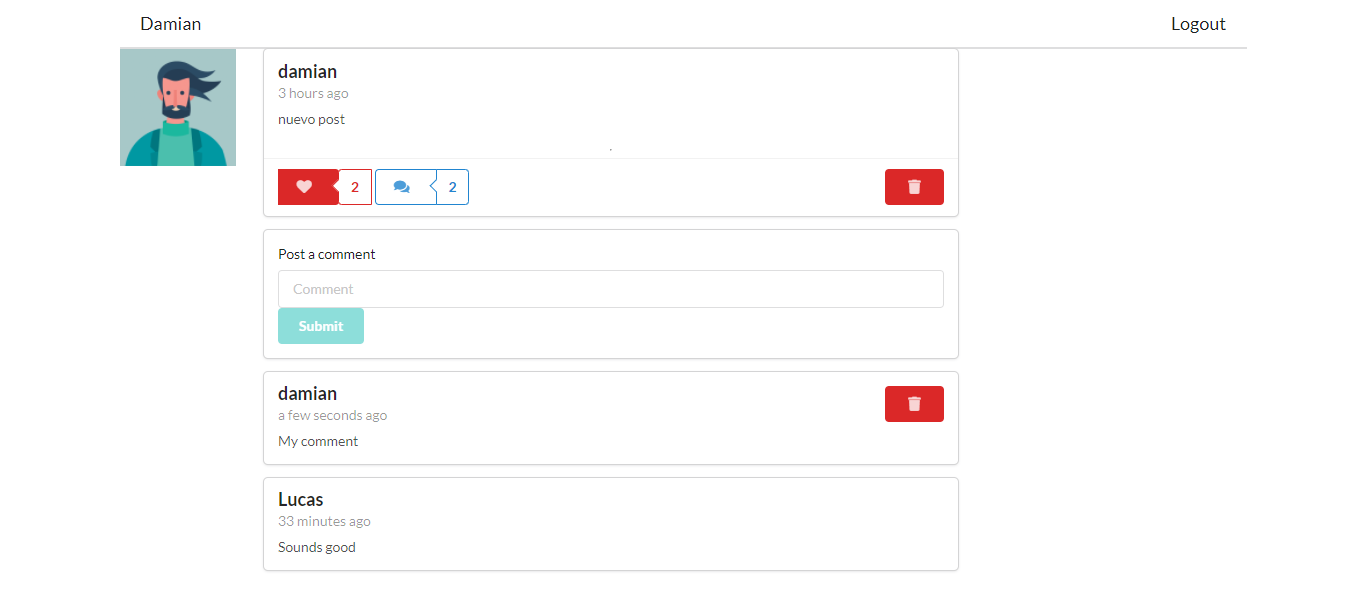 Damian
Logout
damian
3 hours ago
nuevo post
2
2
Post a comment
Comment
Submit
damian
a few seconds ago
My comment
Lucas
33 minutes ago
Sounds good